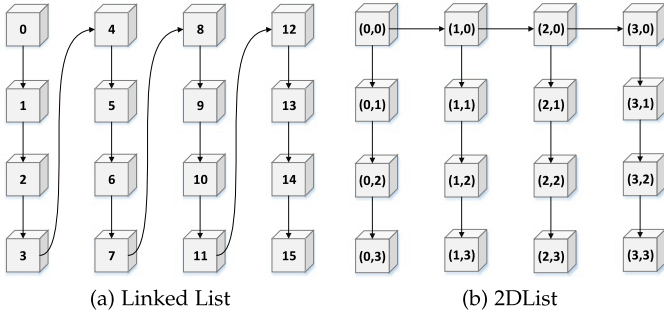 0 4 8 12 (0,0) (1,0) (2,0) (3,0)
1 5 9 13 (0,1) (1,1) (2,1) (3,1)
2 6 10 14 (0,2) (1,2) (2,2) (3,2)
3 7 11 15 (0,3) (1,3) (2,3) (3,3)
(a) Linked List (b) 2DList